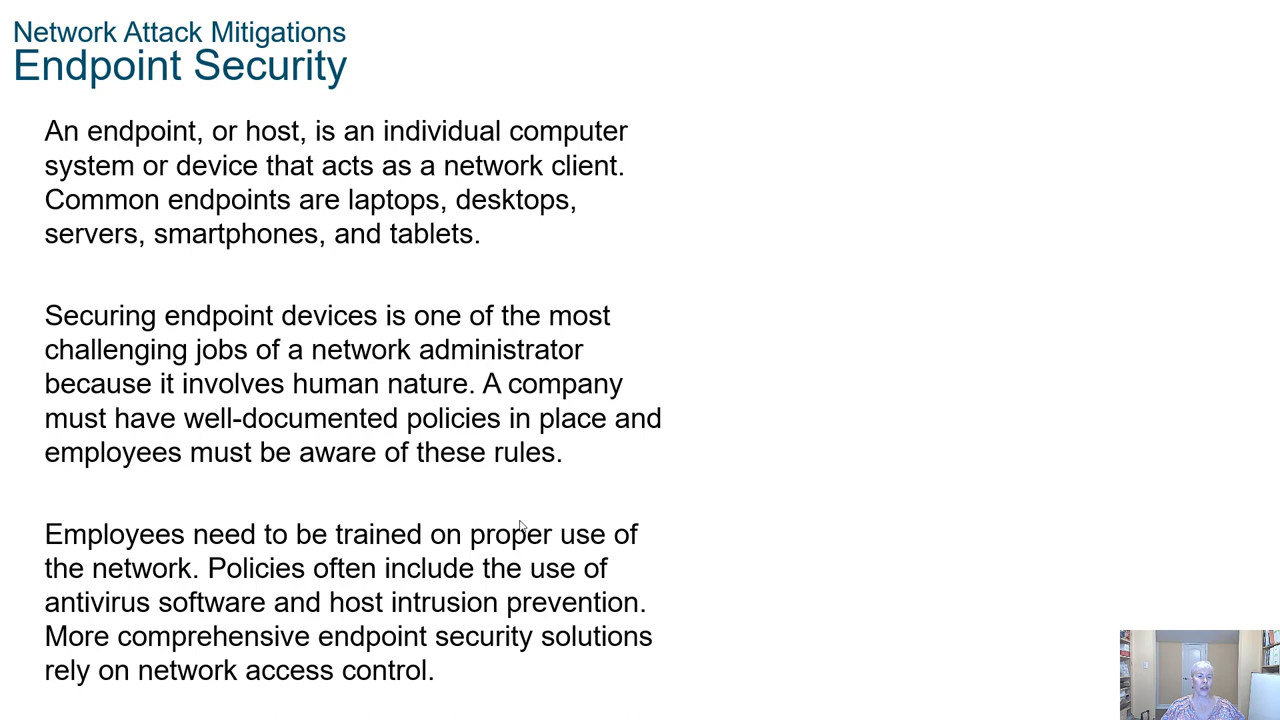 Network Attack Mitigations
Endpoint Security
An endpoint, or host, is an individual computer
system or device that acts as a network client.
Common endpoints are laptops, desktops,
servers, smartphones, and tablets.
Securing endpoint devices is one of the most
challenging jobs of a network administrator
because it involves human nature. A company
must have well-documented policies in place and
employees must be aware of these rules.
Employees need to be trained on proper use of
the network. Policies often include the use of
antivirus software and host intrusion prevention.
More comprehensive endpoint security solutions
rely on network access control.